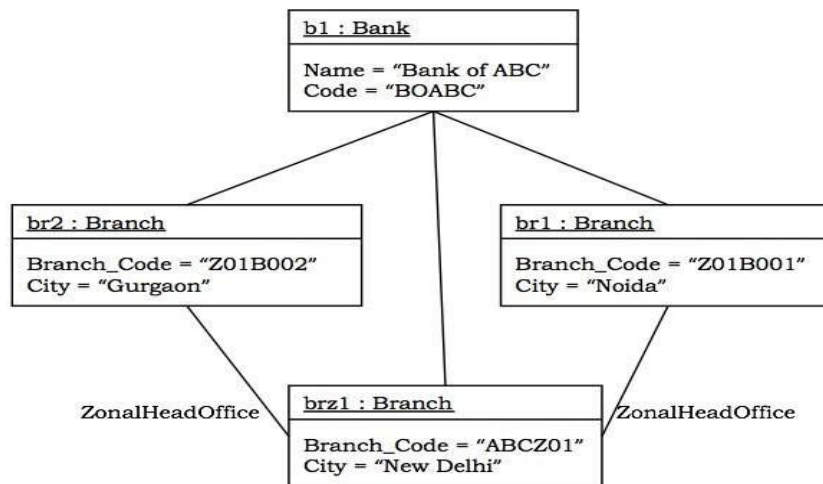 b1 : Bank
Name = “Bank of ABC”
Code = “BOABC”
br2 : Branch
Branch_Code = “Z01B002”
City = “Gurgaon”
br1 : Branch
Branch_Code = “Z01B001”
City = “Noida”
ZonalHeadOffice
brz1 : Branch
Branch_Code = “ABCZ01”
City = “New Delhi”
ZonalHeadOffice